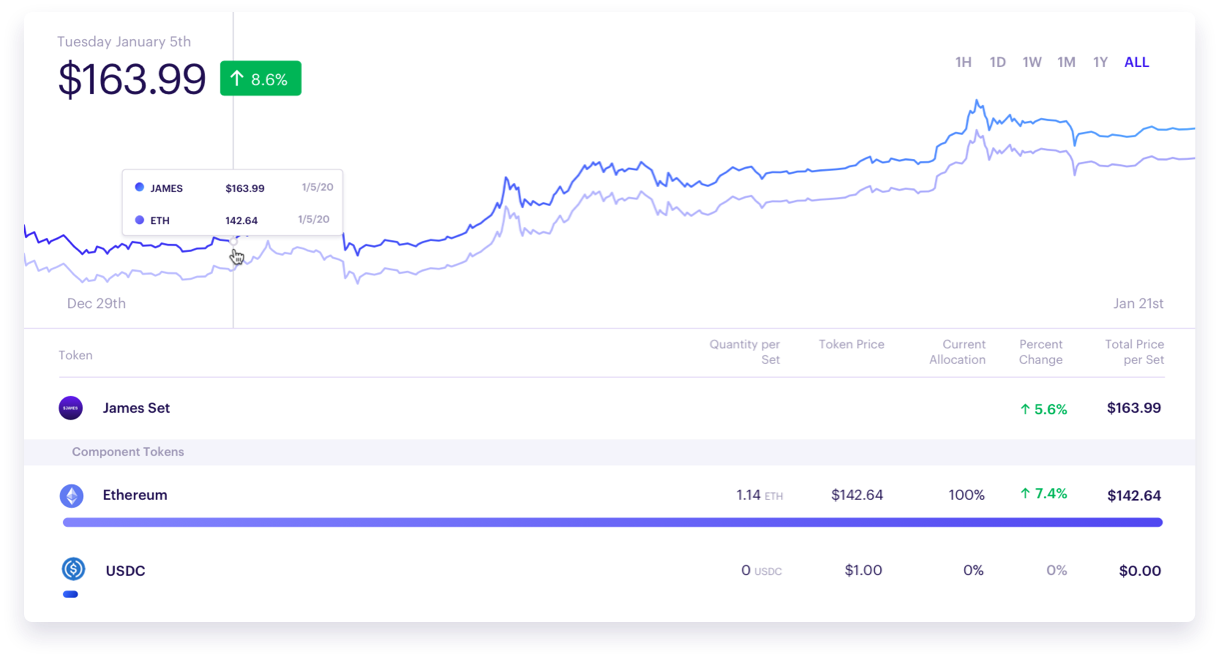 Tuesday January 5th
$163.99 ↑ 8.6%
1H 1D 1W 1M 1Y ALL
JAMES $163.99 1/5/20
ETH 142.64 1/5/20
Dec 29th Jan 21st
Token Quantity per Set Token Price Current Allocation Percent Change Total Price per Set
James Set ↑ 5.6% $163.99
Component Tokens
Ethereum 1.14 ETH $142.64 100% ↑ 7.4% $142.64
USDC 0 USDC $1.00 0% 0% $0.00